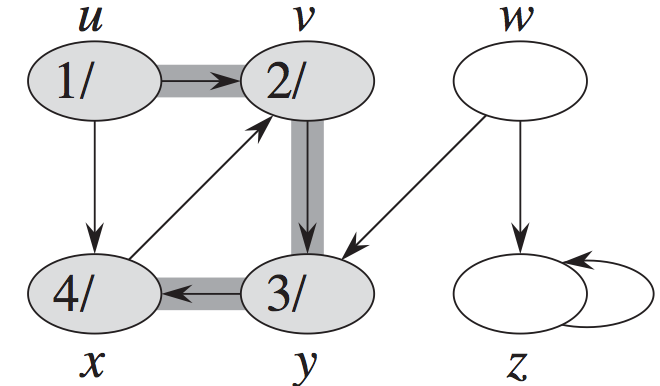 u v w
1/ 2/
4/ 3/
x y z